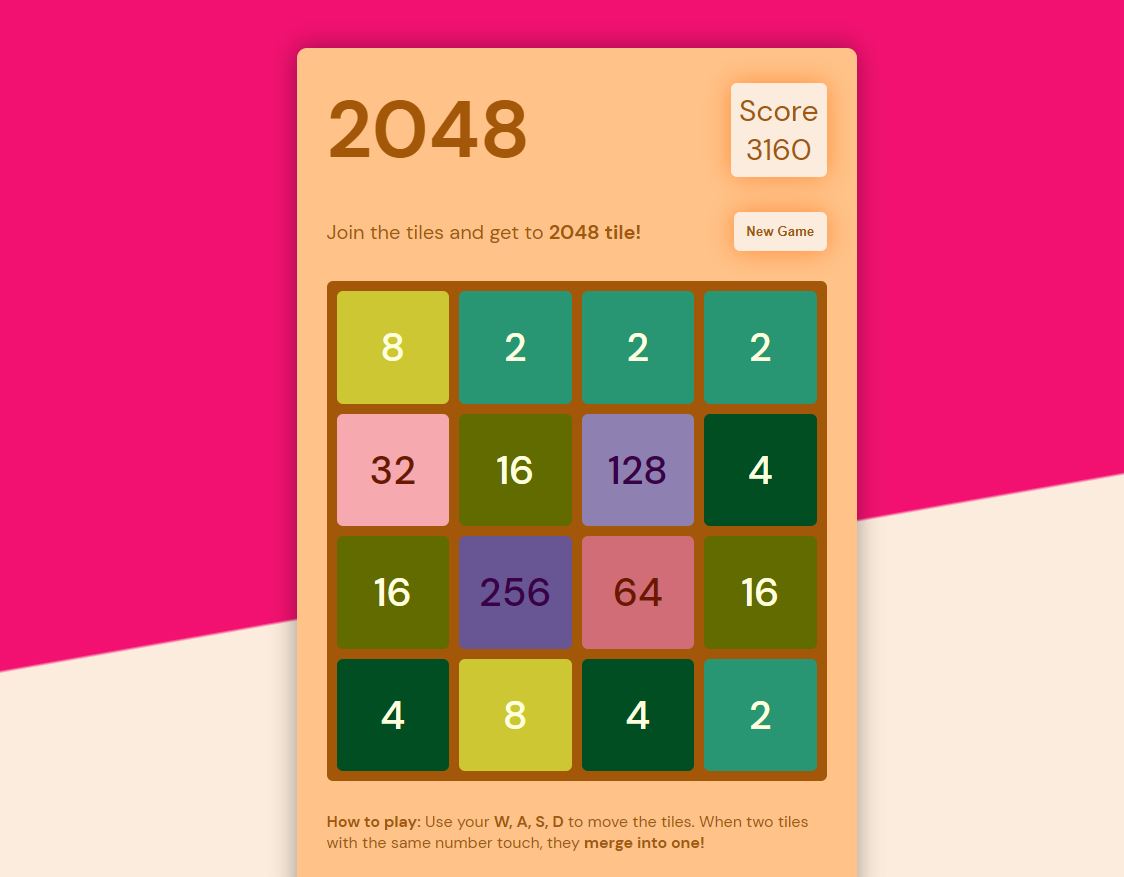 2048
Score
3160
Join the tiles and get to 2048 tile!
New Game
8 2 2 2
32 16 128 4
16 256 64 16
4 8 4 2
How to play: Use your W, A, S, D to move the tiles. When two tiles
with the same number touch, they merge into one!